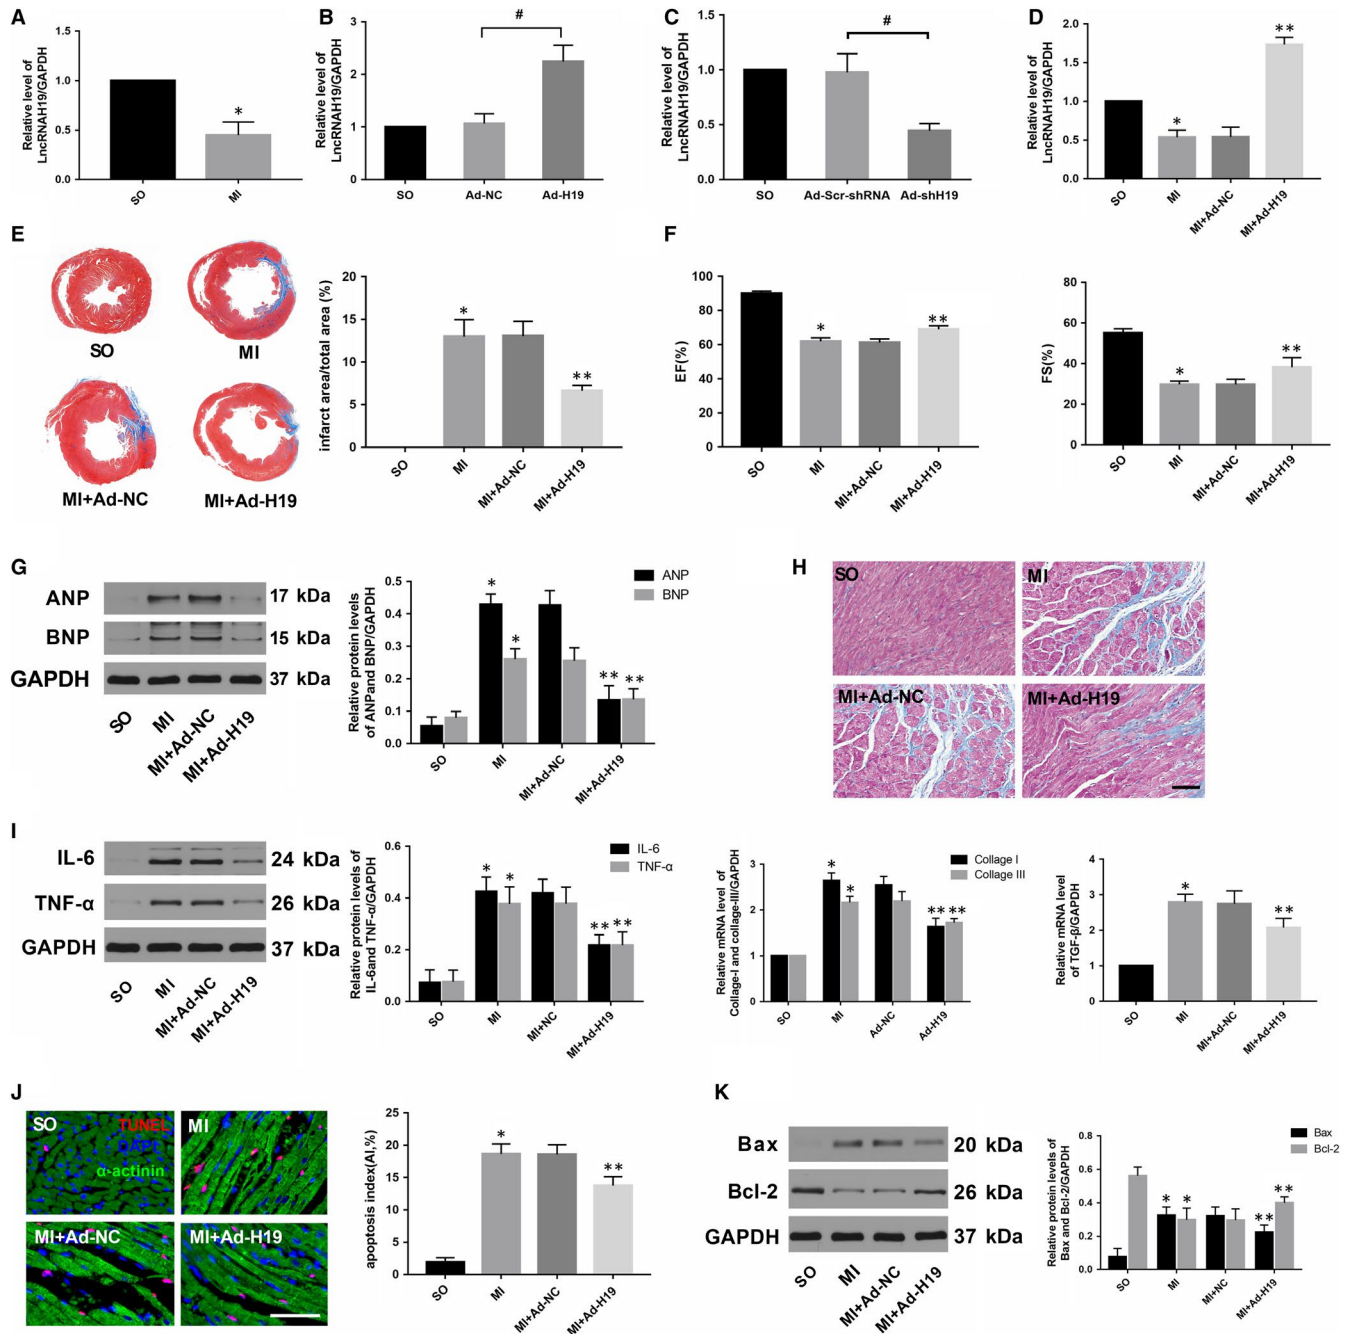 A
Relative level of
LncRNAH19/GAPDH
1.5
1.0
0.5
0.0
*
SO
MI
B
Relative level of
LncRNAH19/GAPDH
3
2
1
0
#
SO
Ad-NC
Ad-H19
C
Relative level of
LncRNAH19/GAPDH
1.5
1.0
0.5
0.0
#
SO
Ad-Scr-shRNA
Ad-shH19
D
Relative level of
LncRNAH19/GAPDH
2.0
1.5
1.0
0.5
0.0
*
**
SO
MI
MI+Ad-NC
MI+Ad-H19
E
SO
MI
MI+Ad-NC
MI+Ad-H19
infarct area/total area (%)
20
15
10
5
0
*
**
SO
MI
MI+Ad-NC
MI+Ad-H19
F
EF(%)
100
80
60
40
20
0
*
**
SO
MI
MI+Ad-NC
MI+Ad-H19
FS(%)
80
60
40
20
0
*
**
SO
MI
MI+Ad-NC
MI+Ad-H19
G
ANP
17 kDa
BNP
15 kDa
GAPDH
37 kDa
SO
MI
MI+Ad-NC
MI+Ad-H19
Relative protein levels
of ANPand BNP/GAPDH
0.5
0.4
0.3
0.2
0.1
0.0
ANP
BNP
*
*
** **
SO
MI
MI+Ad-NC
MI+Ad-H19
H
SO
MI
MI+Ad-NC
MI+Ad-H19
I
IL-6
24 kDa
TNF-α
26 kDa
GAPDH
37 kDa
SO
MI
MI+Ad-NC
MI+Ad-H19
Relative protein levels of
IL-6and TNF-α/GAPDH
0.6
0.4
0.2
0.0
IL-6
TNF-α
*
*
** **
SO
MI
MI+NC
MI+Ad-H19
Relative mRNA level of
Collage-I and collage-III/GAPDH
3
2
1
0
Collage I
Collage III
*
*
** **
SO
MI
Ad-NC
Ad-H19
Relative mRNA level
of TGF-β/GAPDH
4
3
2
1
0
*
**
SO
MI
MI+Ad-NC
MI+Ad-H19
J
SO
TUNEL
DAPI
α-actinin
MI
MI+Ad-NC
MI+Ad-H19
apoptosis index(AI,%)
25
20
15
10
5
0
*
**
SO
MI
MI+Ad-NC
MI+Ad-H19
K
Bax
20 kDa
Bcl-2
26 kDa
GAPDH
37 kDa
SO
MI
MI+Ad-NC
MI+Ad-H19
Relative protein levels of
Bax and Bcl-2/GAPDH
0.8
0.6
0.4
0.2
0.0
Bax
Bcl-2
* *
**
**
SO
MI
MI+NC
MI+Ad-H19